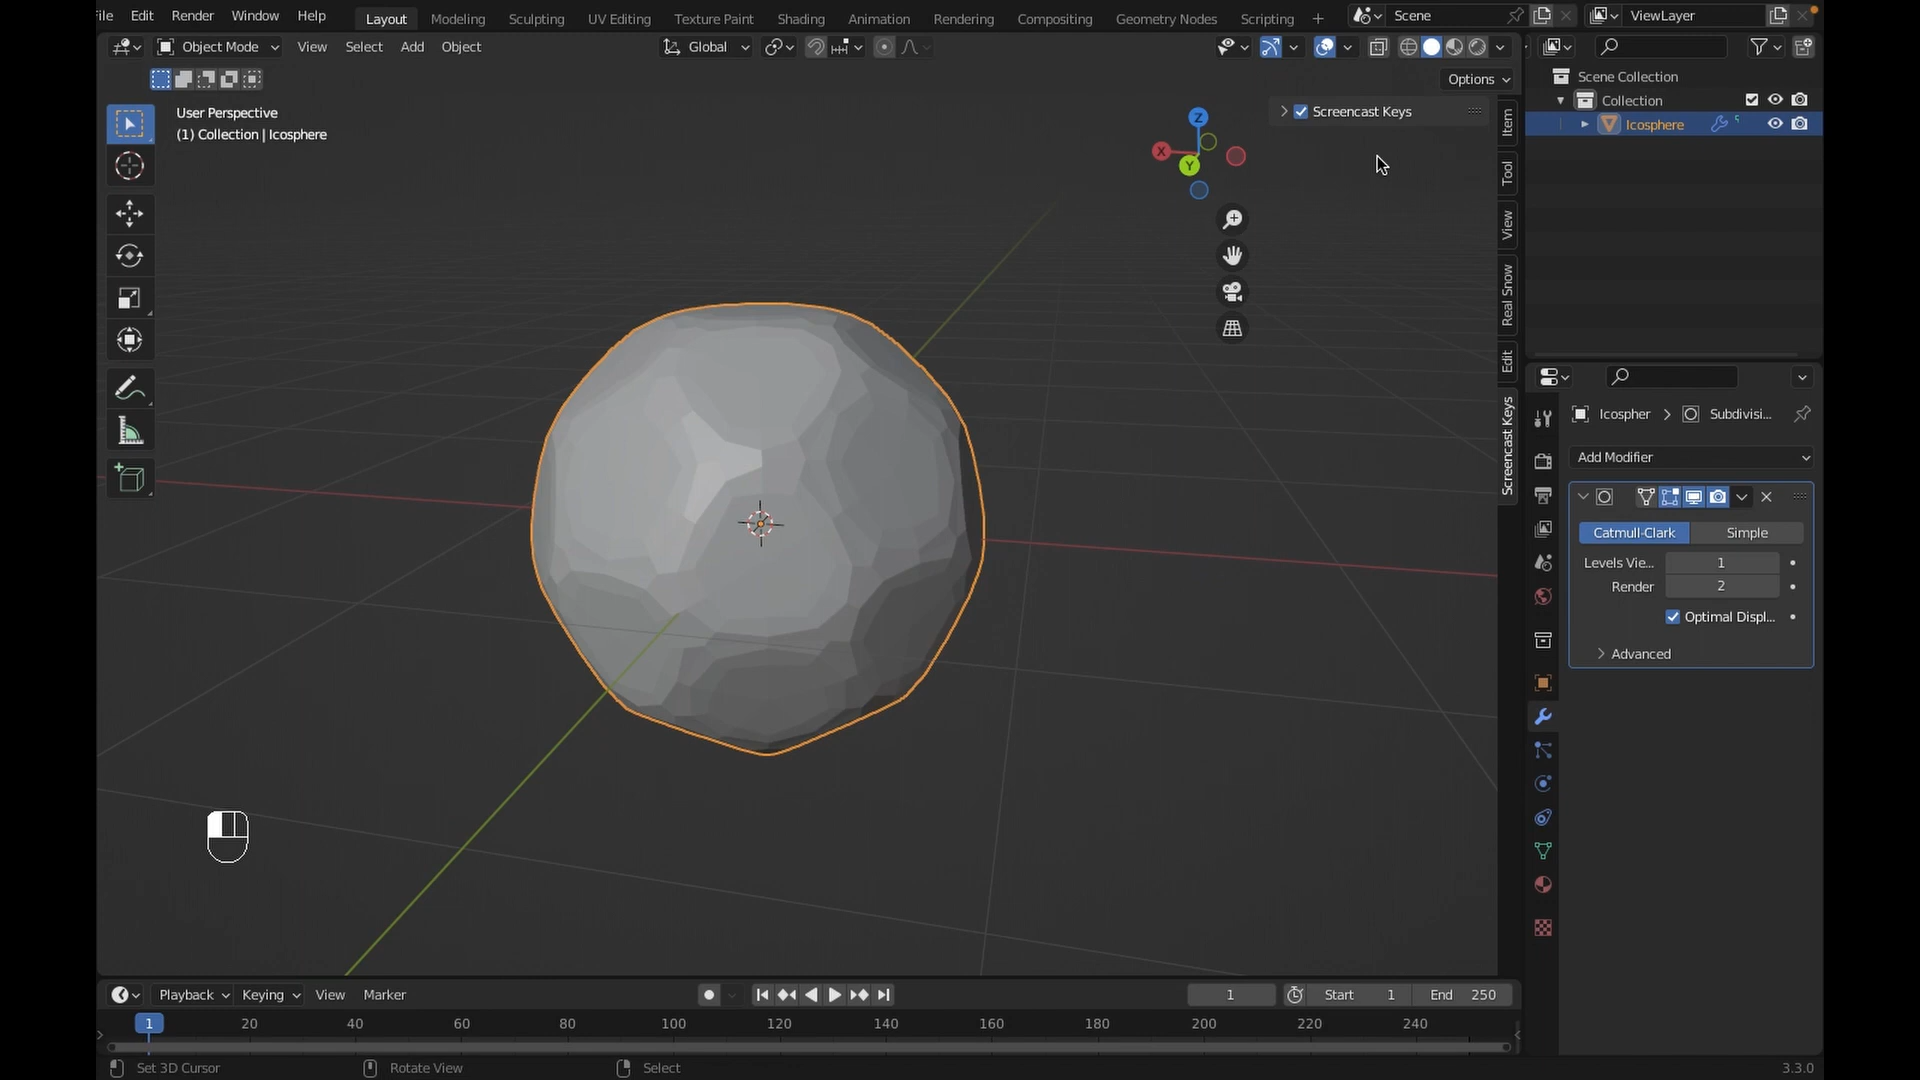 ile Edit Render Window Help Layout Modeling Sculpting UV Editing Texture Paint Shading Animation Rendering Compositing Geometry Nodes Scripting + Scene ViewLayer
Object Mode View Select Add Object Global
Options
User Perspective
(1) Collection | Icosphere
Z
X
Y
Screencast Keys
Item
Tool
View
Real Snow
Edit
Screencast Keys
Scene Collection
Collection
Icosphere
Icospher Subdivisi...
Add Modifier
Catmull-Clark Simple
Levels Vie... 1
Render 2
Optimal Displ...
Advanced
Playback Keying View Marker 1 Start 1 End 250
1 20 40 60 80 100 120 140 160 180 200 220 240
Set 3D Cursor Rotate View Select 3.3.0